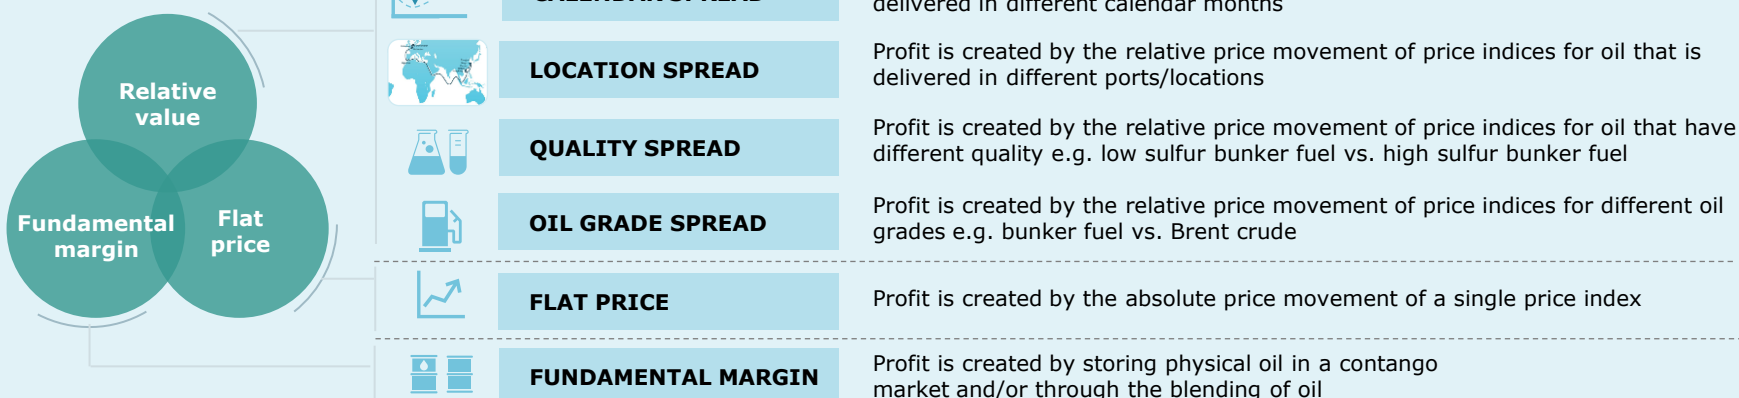 Relative
value
Fundamental
margin
Flat
price
CALENDAR SPREAD
delivered in different calendar months
LOCATION SPREAD
Profit is created by the relative price movement of price indices for oil that is
delivered in different ports/locations
QUALITY SPREAD
Profit is created by the relative price movement of price indices for oil that have
different quality e.g. low sulfur bunker fuel vs. high sulfur bunker fuel
OIL GRADE SPREAD
Profit is created by the relative price movement of price indices for different oil
grades e.g. bunker fuel vs. Brent crude
FLAT PRICE
Profit is created by the absolute price movement of a single price index
FUNDAMENTAL MARGIN
Profit is created by storing physical oil in a contango
market and/or through the blending of oil